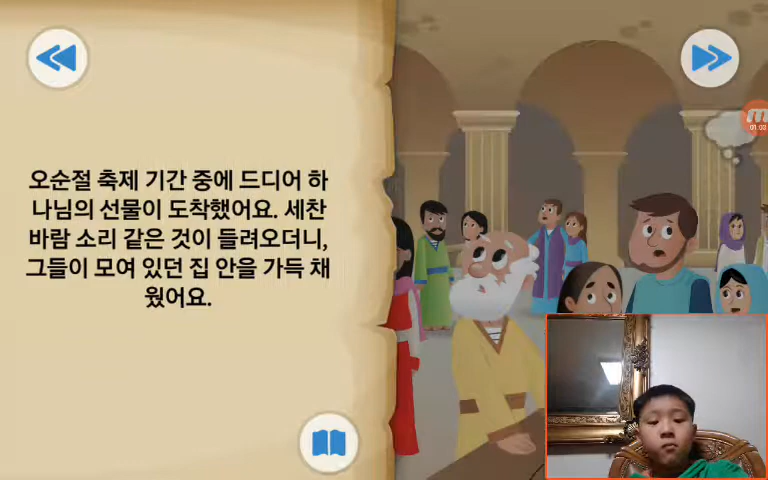 오순절 축제 기간 중에 드디어 하
나님의 선물이 도착했어요. 세찬
바람 소리 같은 것이 들려오더니,
그들이 모여 있던 집 안을 가득 채
웠어요.
01:03